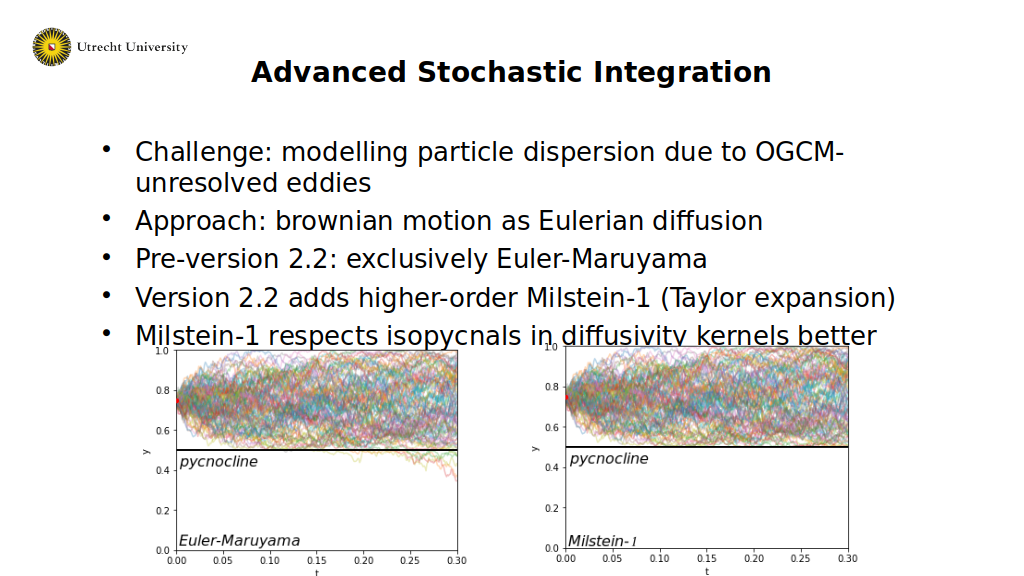 Utrecht University
Advanced Stochastic Integration
• Challenge: modelling particle dispersion due to OGCM-
unresolved eddies
• Approach: brownian motion as Eulerian diffusion
• Pre-version 2.2: exclusively Euler-Maruyama
• Version 2.2 adds higher-order Milstein-1 (Taylor expansion)
• Milstein-1 respects isopycnals in diffusivity kernels better
1.0
0.8
0.6
0.4
0.2
0.0
y
pycnocline
Euler-Maruyama
0.00 0.05 0.10 0.15 0.20 0.25 0.30
t
1.0
0.8
0.6
0.4
0.2
0.0
y
pycnocline
Milstein-1
0.00 0.05 0.10 0.15 0.20 0.25 0.30
t